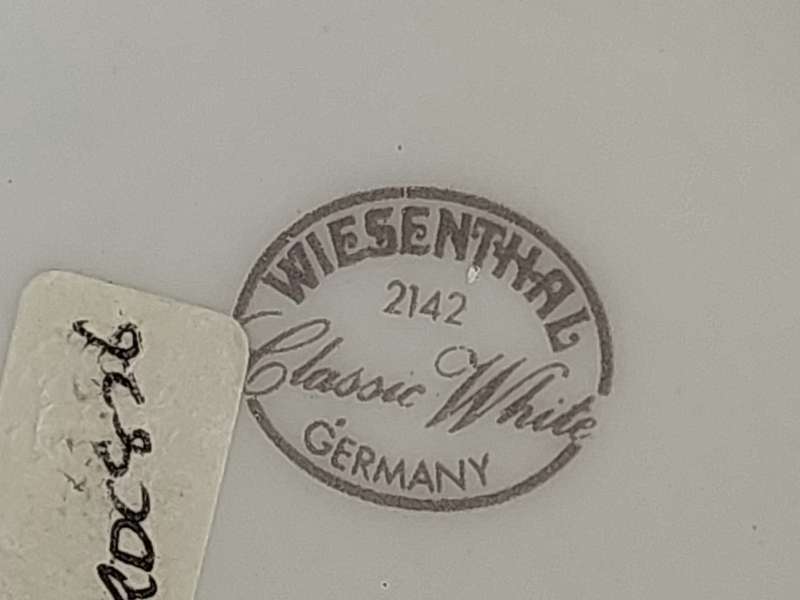 WIESENTHAL
2142
Classic White
GERMANY